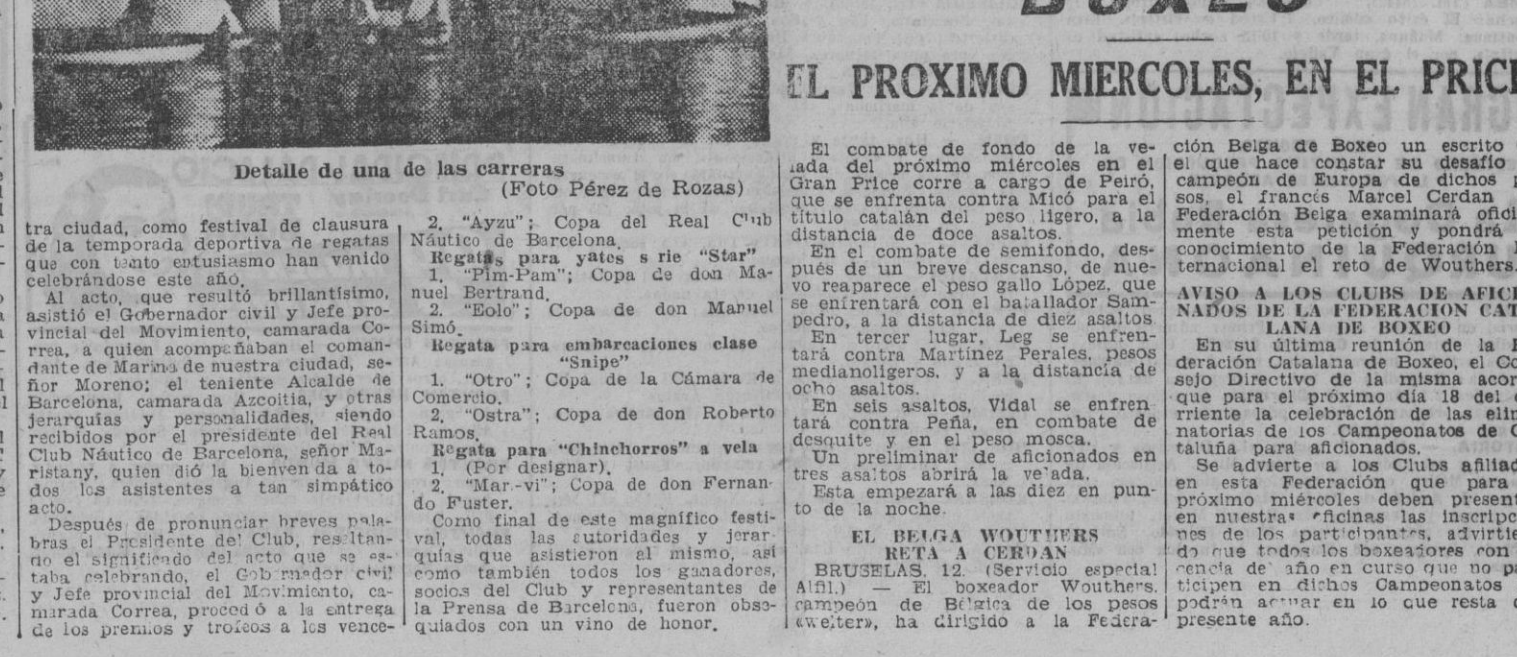 BOXEO
EL PROXIMO MIERCOLES, EN EL PRICE
Detalle de una de las carreras
(Foto Pérez de Rozas)
tra ciudad, como festival de clausura
de la temporada deportiva de regatas
que con tanto entusiasmo han venido
celebrándose este año.
Al acto, que resultó brillantísimo,
asistió el Gobernador civil y Jefe pro-
vincial del Movimiento, camarada Co-
rrea, a quien acompañaban el coman-
dante de Marina de nuestra ciudad, se-
ñor Moreno; el teniente Alcalde de
Barcelona, camarada Azcoitia, y otras
jerarquías y personalidades, siendo
recibidos por el presidente del Real
Club Náutico de Barcelona, señor Ma-
ristany, quien dió la bienven da a to-
dos los asistentes a tan simpático
acto.
Después de pronunciar breves pala-
bras el Presidente del Club, resaltan-
do el significado del acto que se es-
taba celebrando, el Gob rnador civil
y Jefe provincial del Movimiento, ca-
marada Correa, proced ó a la entrega
de los premios y trofeos a los vence-
2, "Ayzu"; Copa del Real Club
Náutico de Barcelona.
Regatas para yates s rie "Star"
1, "Pim-Pam"; Copa de don Ma-
nuel Bertrand.
2. "Eolo"; Copa de don Manuel
Simó.
Regata para embarcaciones clase
"Snipe"
1. "Otro"; Copa de la Cámara de
Comercio.
2, "Ostra"; Copa de don Roberto
Ramos.
Regata para "Chinchorros" a vela
1, (Por designar).
2, "Mar.-vi"; Copa de don Fernan-
do Fuster.
Como final de este magnífico festi-
val, todas las autoridades y jerar-
quías que asistieron al mismo, así
como también todos los ganadores,
socios del Club y representantes de
la Prensa de Barcelona, fueron obse-
quiados con un vino de honor.
El combate de fondo de la ve-
lada del próximo miércoles en el
Gran Price corre a cargo de Peiró,
que se enfrenta contra Micó para el
título catalán del peso ligero, a la
distancia de doce asaltos.
En el combate de semifondo, des-
pués de un breve descanso, de nue-
vo reaparece el peso gallo López, que
se enfrentará con el batallador Sam-
pedro, a la distancia de diez asaltos
En tercer lugar, Leg se enfren-
tará contra Martínez Perales, pesos
medianoligeros, y a la distancia de
ocho asaltos.
En seis asaltos, Vidal se enfren
tará contra Peña, en combate de
desquite y en el peso mosca.
Un preliminar de aficionados en
tres asaltos abrirá la velada.
Esta empezará a las diez en pun-
to de la noche.
EL BELGA WOUTHERS
RETA A CERDAN
BRUSELAS, 12. (Servicio especial
Alfil.) — El boxeador Wouthers,
campeón de Bélgica de los pesos
«welter», ha dirigido a la Federa-
ción Belga de Boxeo un escrito
el que hace constar su desafío
campeón de Europa de dichos
sos, el francés Marcel Cerdan
Federación Belga examinará ofici
mente esta petición y pondrá
conocimiento de la Federación
ternacional el reto de Wouthers.
AVISO A LOS CLUBS DE AFICI
NADOS DE LA FEDERACION CAT
LANA DE BOXEO
En su última reunión de la
deración Catalana de Boxeo, el Co
sejo Directivo de la misma acor
que para el próximo día 18 del
rriente la celebración de las elim
natorias de los Campeonatos de C
taluña para aficionados.
Se advierte a los Clubs afiliad
en esta Federación que para
próximo miércoles deben present
en nuestras oficinas las inscripc
nes de los participantes, advirtie
do que todos los boxeadores con
cencia de año en curso que no pa
ticipen en dichos Campeonatos
podrán actuar en lo que resta
presente año.